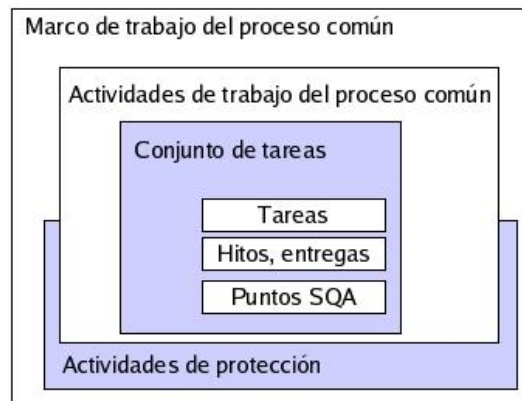 Marco de trabajo del proceso común
Actividades de trabajo del proceso común
Conjunto de tareas
Tareas
Hitos, entregas
Puntos SQA
Actividades de protección